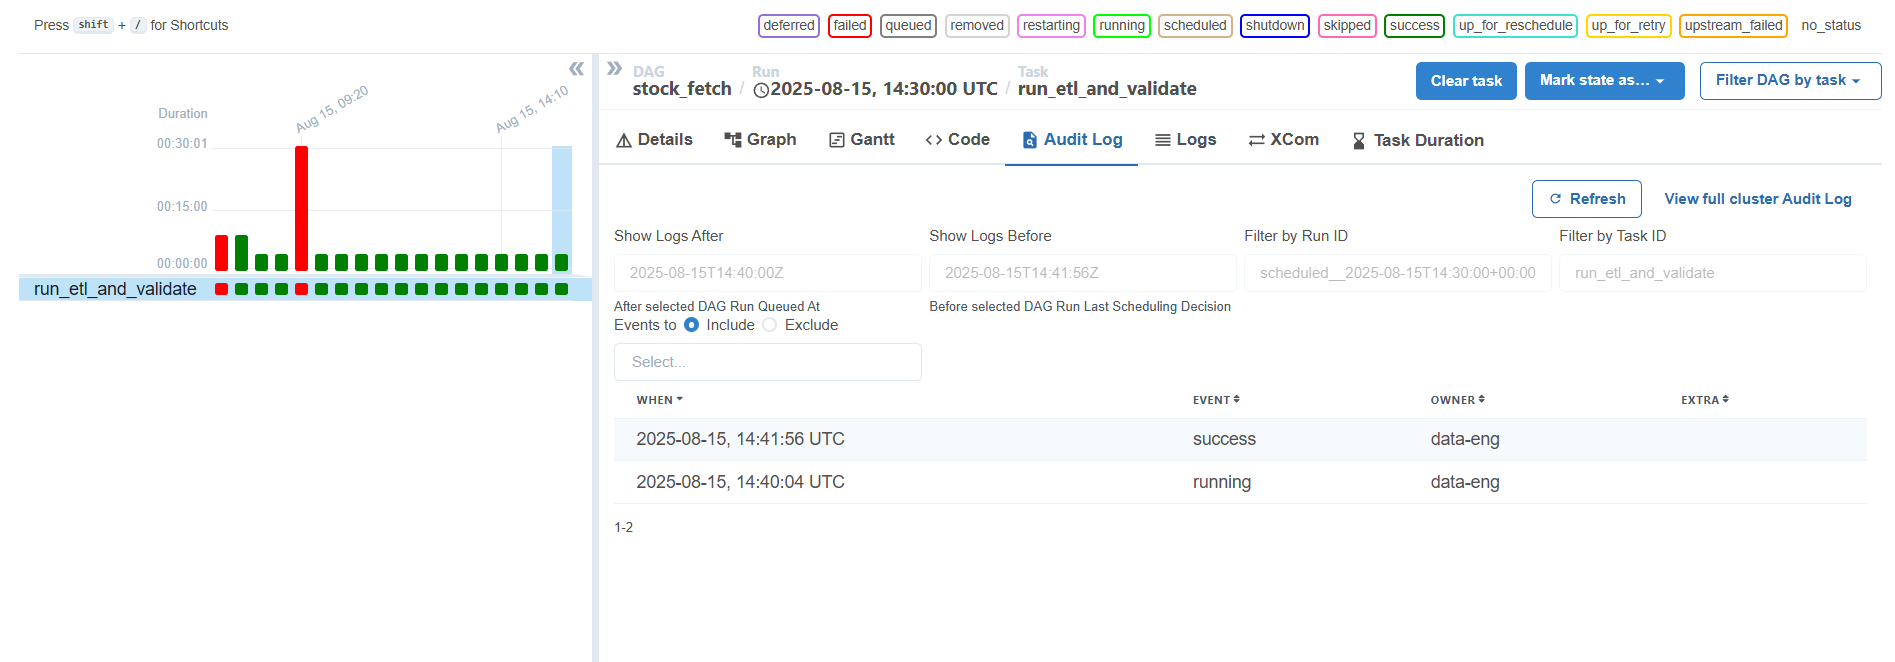 Press shift + / for Shortcuts
deferred failed queued removed restarting running scheduled shutdown skipped success up_for_reschedule up_for_retry upstream_failed no_status
Duration
Aug 15, 09:20
Aug 15, 14:10
00:30:01
00:15:00
00:00:00
run_etl_and_validate
DAG
stock_fetch
/
Run
2025-08-15, 14:30:00 UTC
/
Task
run_etl_and_validate
Clear task
Mark state as...
Filter DAG by task
Details
Graph
Gantt
Code
Audit Log
Logs
XCom
Task Duration
Refresh
View full cluster Audit Log
Show Logs After
Show Logs Before
Filter by Run ID
Filter by Task ID
2025-08-15T14:40:00Z
2025-08-15T14:41:56Z
scheduled__2025-08-15T14:30:00+00:00
run_etl_and_validate
After selected DAG Run Queued At
Before selected DAG Run Last Scheduling Decision
Events to Include Exclude
Select...
WHEN EVENT OWNER EXTRA
2025-08-15, 14:41:56 UTC success data-eng
2025-08-15, 14:40:04 UTC running data-eng
1-2